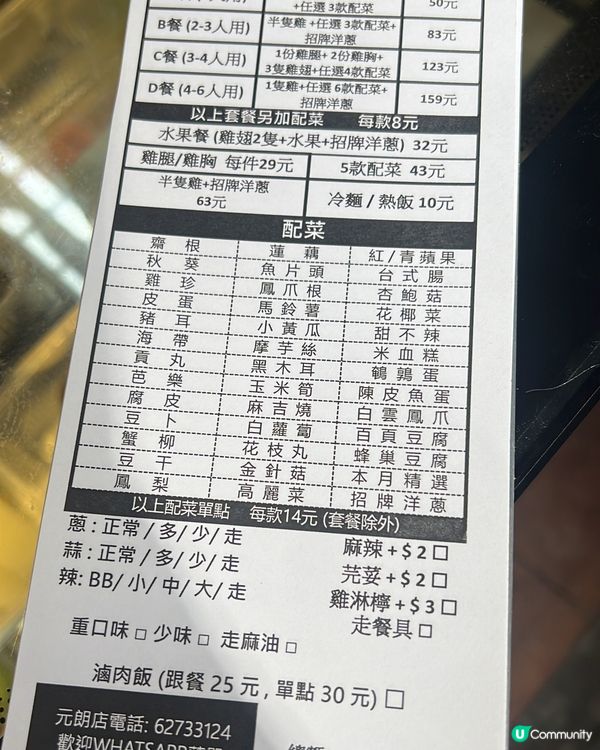 +任選3款配菜 50元
B餐 (2-3人用) 半隻雞+任選3款配菜+招牌洋蔥 83元
C餐 (3-4人用) 1份雞腿+2份雞胸+3隻雞翅+任選4款配菜 123元
D餐 (4-6人用) 1隻雞+任選6款配菜+招牌洋蔥 159元
以上套餐另加配菜 每款8元
水果餐 (雞翅2隻+水果+招牌洋蔥) 32元
雞腿/雞胸 每件29元 5款配菜 43元
半隻雞+招牌洋蔥 63元 冷麵 / 熱飯 10元
配菜
齋根 蓮藕 紅/青蘋果
秋葵 魚片頭 台式腸
雞珍 鳳爪根 杏鮑菇
皮蛋 馬鈴薯 花椰菜
豬耳 小黃瓜 甜不辣
海帶 摩芋絲 米血糕
貢丸 黑木耳 鵪鶉蛋
芭樂 玉米筍 陳皮魚蛋
腐皮 麻吉燒 白雲鳳爪
豆卜 白蘿蔔 百頁豆腐
蟹柳 花枝丸 蜂巢豆腐
豆干 金針菇 本月精選
鳳梨 高麗菜 招牌洋蔥
以上配菜單點 每款14元 (套餐除外)
蔥:正常/多/少/走 麻辣+$2□
蒜:正常/多/少/走 芫荽+$2□
辣:BB/小/中/大/走 雞淋檸+$3□
走餐具□
重口味□ 少味□ 走麻油□
滷肉飯 (跟餐25元,單點30元) □
元朗店電話: 62733124
歡迎WHATSAPP
U Community